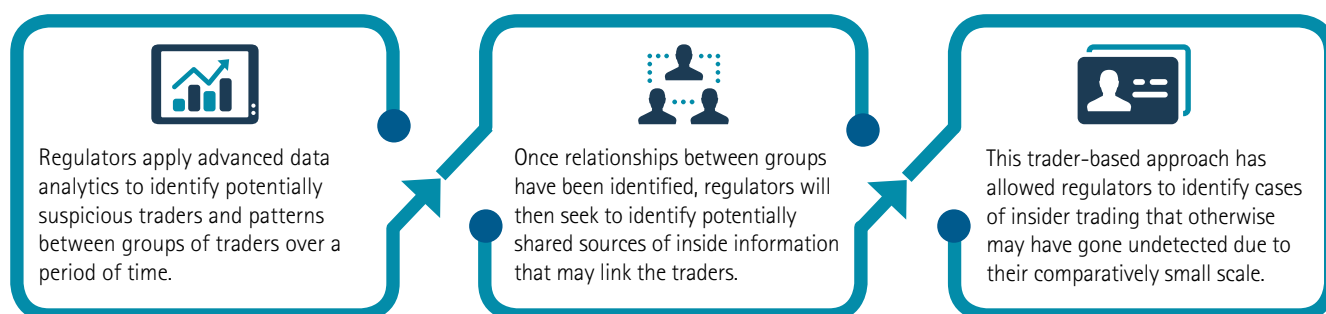 Regulators apply advanced data
analytics to identify potentially
suspicious traders and patterns
between groups of traders over a
period of time.
Once relationships between groups
have been identified, regulators will
then seek to identify potentially
shared sources of inside information
that may link the traders.
This trader-based approach has
allowed regulators to identify cases
of insider trading that otherwise
may have gone undetected due to
their comparatively small scale.